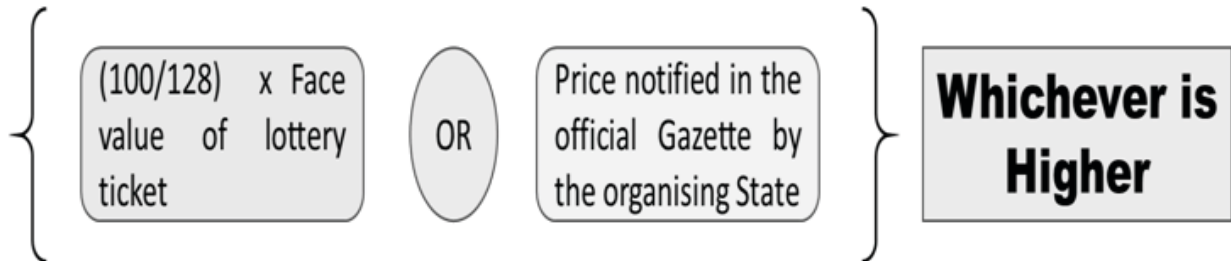 (100/128) x Face
value of lottery
ticket
OR
Price notified in the
official Gazette by
the organising State
Whichever is
Higher